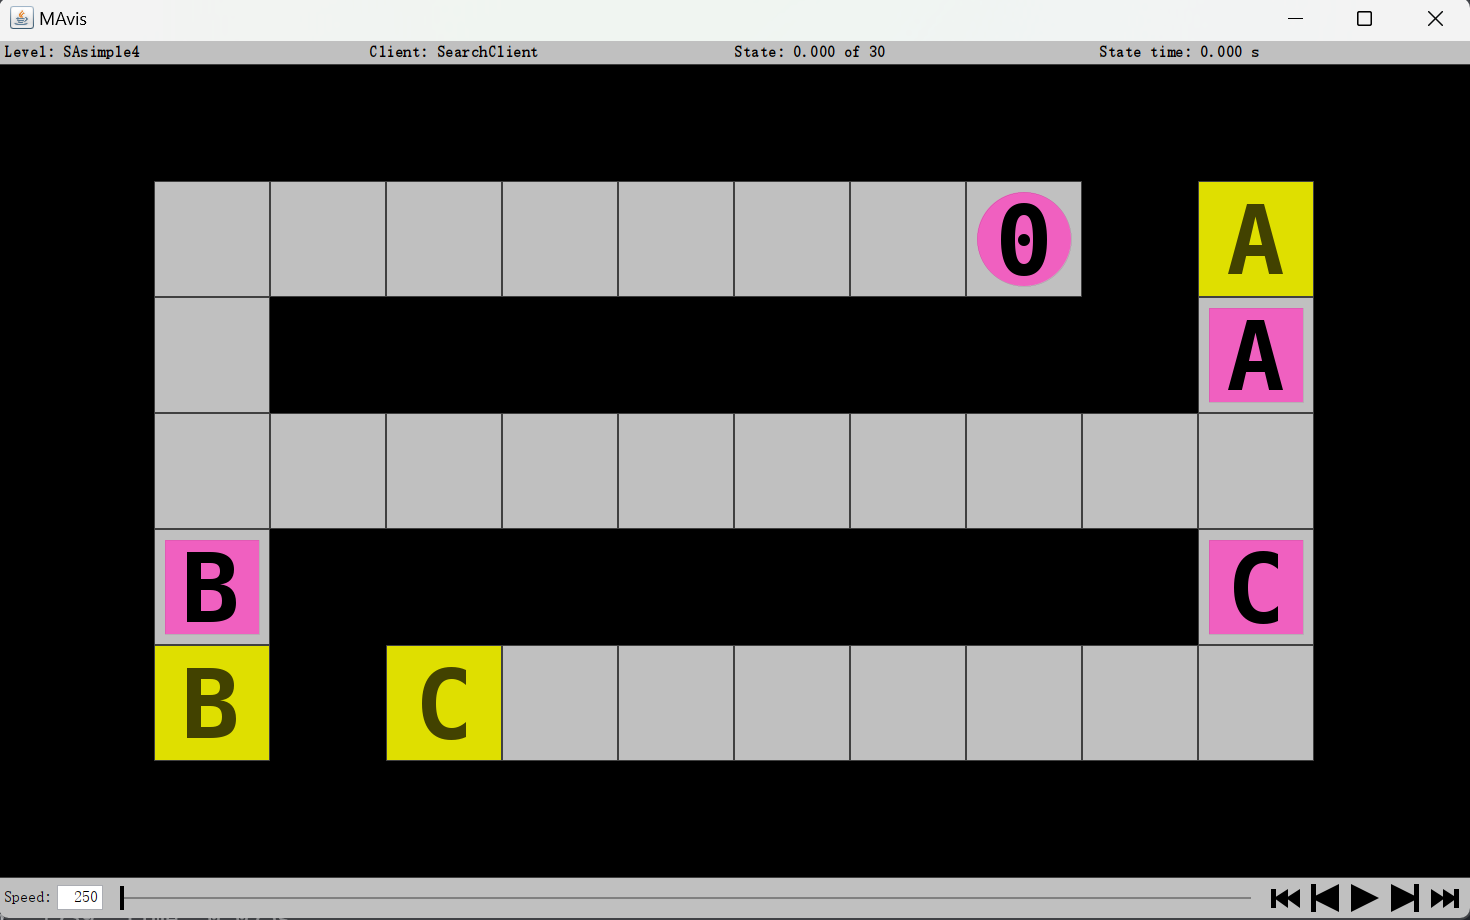 MAvis
Level: SAsimple4 Client: SearchClient State: 0.000 of 30 State time: 0.000 s
0 A
A
B C
B C
Speed: 250